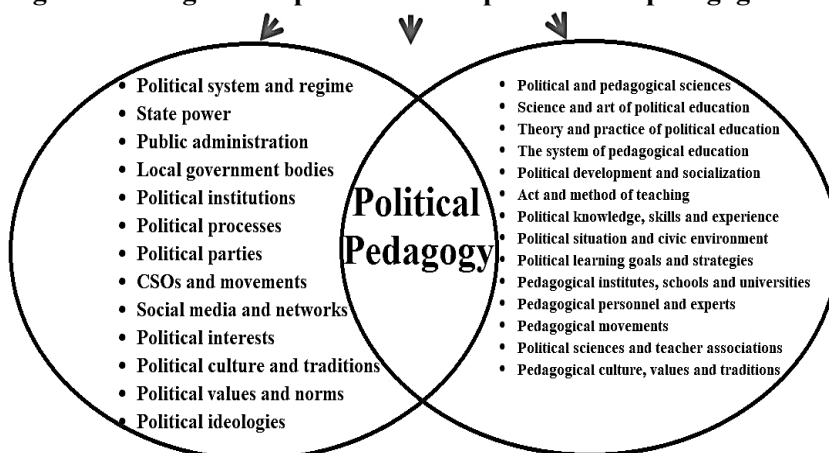 • Political system and regime
• State power
• Public administration
• Local government bodies
• Political institutions
• Political processes
• Political parties
• CSOs and movements
• Social media and networks
• Political interests
• Political culture and traditions
• Political values and norms
• Political ideologies
Political
Pedagogy
• Political and pedagogical sciences
• Science and art of political education
• Theory and practice of political education
• The system of pedagogical education
• Political development and socialization
• Act and method of teaching
• Political knowledge, skills and experience
• Political situation and civic environment
• Political learning goals and strategies
• Pedagogical institutes, schools and universities
• Pedagogical personnel and experts
• Pedagogical movements
• Political sciences and teacher associations
• Pedagogical culture, values and traditions